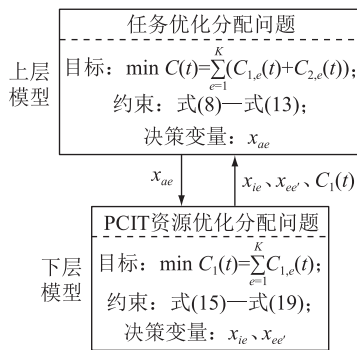 任务优化分配问题
上层模型
目标：min C(t)=∑_{e=1}^{K}(C_{1,e}(t)+C_{2,e}(t))；
约束：式(8)—式(13)；
决策变量：x_{ae}
x_{ae}
x_{ie}、x_{ee'}、C_1(t)
PCIT资源优化分配问题
下层模型
目标：min C_1(t)=∑_{e=1}^{K}C_{1,e}(t)；
约束：式(15)—式(19)；
决策变量：x_{ie}、x_{ee'}